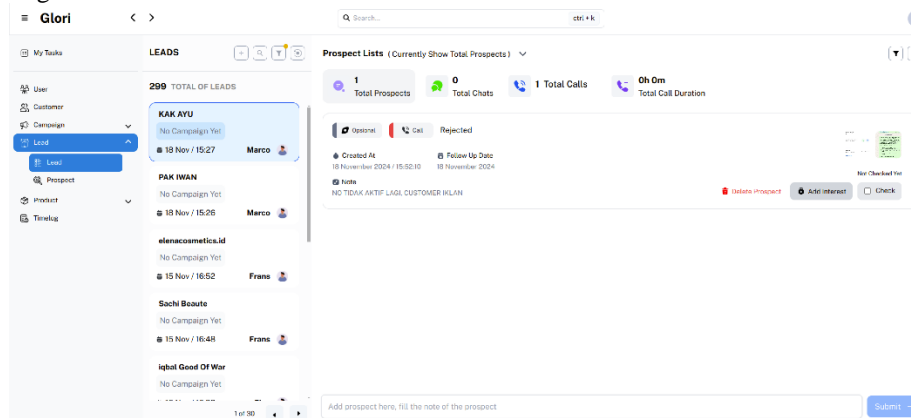 Glori
Search...
ctrl + k
My Tasks
User
Customer
Campaign
Lead
Lead
Prospect
Product
Timelog
LEADS
299 TOTAL OF LEADS
KAK AYU
No Campaign Yet
18 Nov / 15:27 Marco
PAK IWAN
No Campaign Yet
18 Nov / 15:26 Marco
elenacosmetics.id
No Campaign Yet
15 Nov / 16:52 Frans
Sachi Beaute
No Campaign Yet
15 Nov / 16:48 Frans
iqbal Good Of War
No Campaign Yet
1 of 30
Prospect Lists (Currently Show Total Prospects)
1
Total Prospects
0
Total Chats
1 Total Calls
0h 0m
Total Call Duration
Opsional Call Rejected
Created At
18 November 2024 / 15:52:10
Follow Up Date
18 November 2024
Note
NO TIDAK AKTIF LAGI, CUSTOMER IKLAN
Not Checked Yet
Delete Prospect Add Interest Check
Add prospect here, fill the note of the prospect
Submit